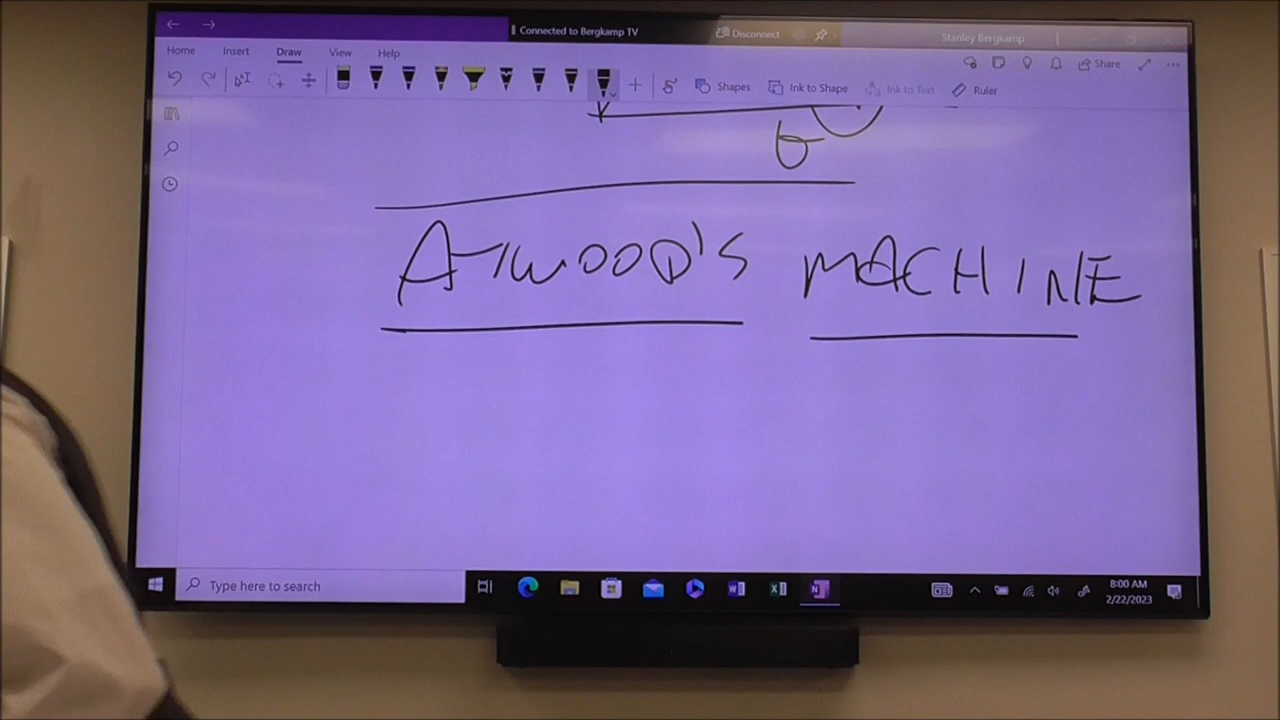 Connected to Bergkamp TV
Disconnect
Stanley Bergkamp
Home Insert Draw View Help
Share
Shapes Ink to Shape Ink to Text Ruler
6
ATWOOD'S MACHINE
Type here to search
8:00 AM
2/22/2023